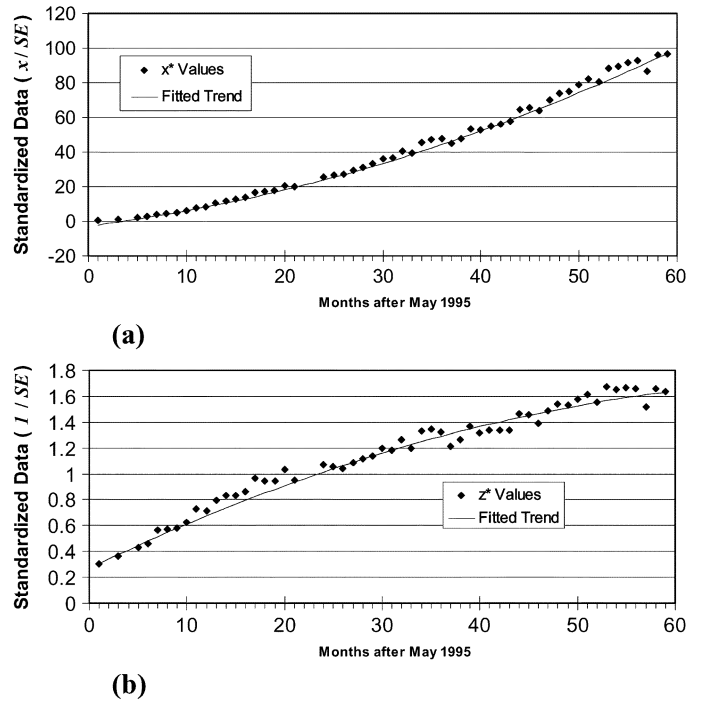 120
100
80
60
40
20
0
-20
Standardized Data ( x / SE )
x* Values
Fitted Trend
0 10 20 30 40 50 60
Months after May 1995
(a)
1.8
1.6
1.4
1.2
1
0.8
0.6
0.4
0.2
0
Standardized Data ( 1 / SE )
z* Values
Fitted Trend
0 10 20 30 40 50 60
Months after May 1995
(b)